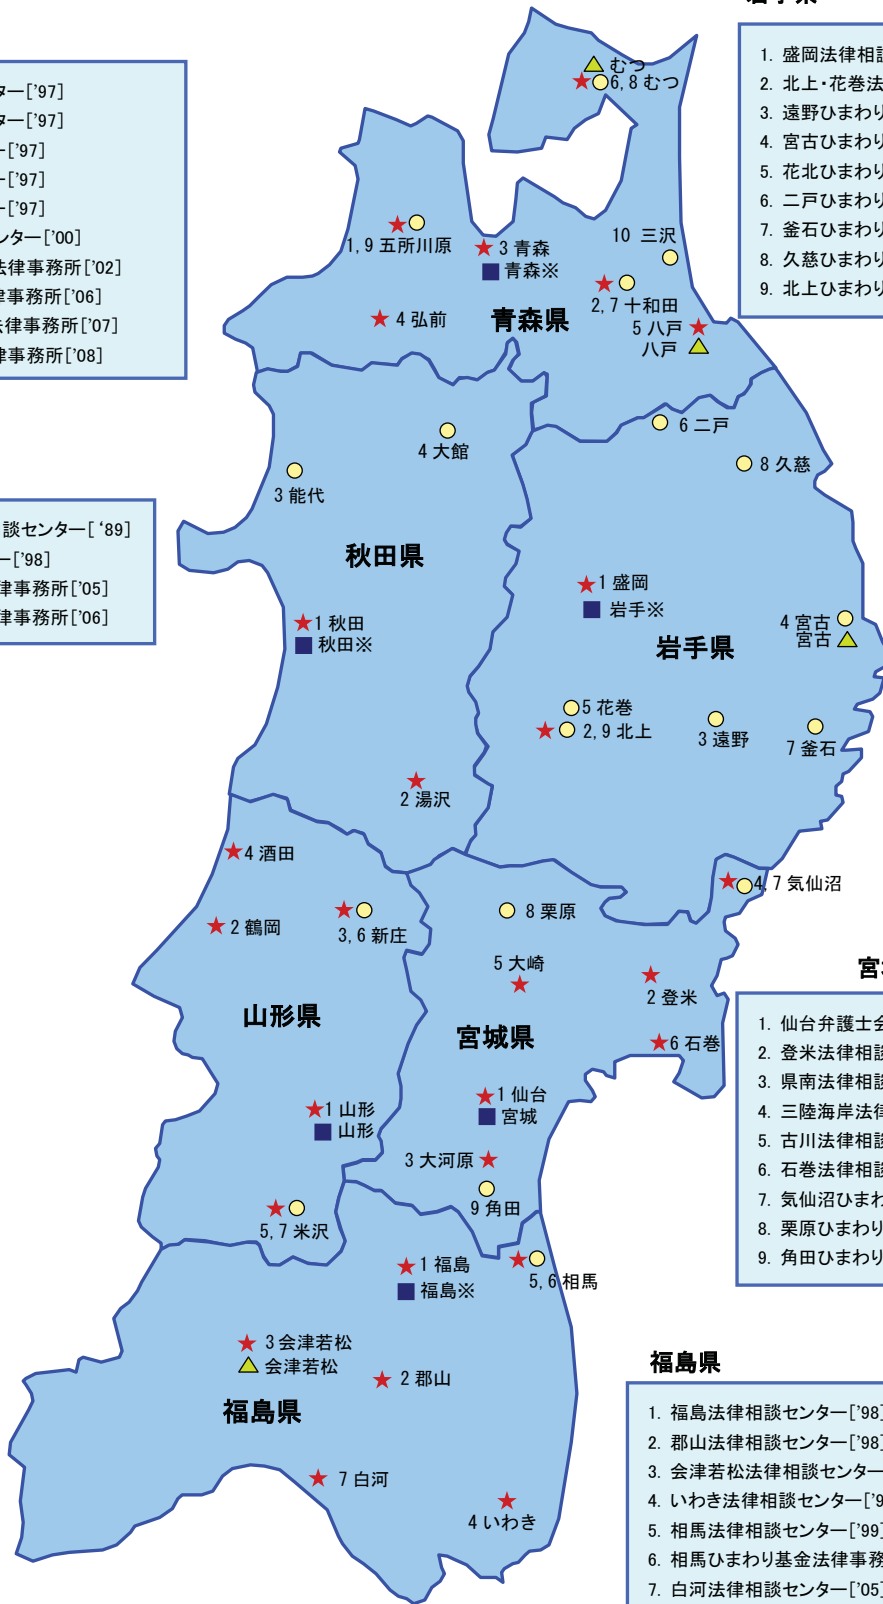 ター['97]
ター['97]
ー['97]
ー['97]
ー['97]
ンター['00]
法律事務所['02]
律事務所['06]
法律事務所['07]
律事務所['08]
談センター['89]
ー['98]
律事務所['05]
律事務所['06]
1. 盛岡法律相談
2. 北上・花巻法
3. 遠野ひまわり
4. 宮古ひまわり
5. 花北ひまわり
6. 二戸ひまわり
7. 釜石ひまわり
8. 久慈ひまわり
9. 北上ひまわり
むつ
6,8 むつ
1,9 五所川原
3 青森
青森※
10 三沢
2,7 十和田
4 弘前
青森県
5 八戸
八戸
6 二戸
4 大館
8 久慈
3 能代
秋田県
1 盛岡
岩手※
1 秋田
秋田※
4 宮古
宮古
岩手県
5 花巻
2,9 北上
3 遠野
7 釜石
2 湯沢
4 酒田
4,7 気仙沼
2 鶴岡
3,6 新庄
8 栗原
5 大崎
2 登米
山形県
宮城県
6 石巻
1 山形
山形
1 仙台
宮城
3 大河原
9 角田
5,7 米沢
1 福島
福島※
5,6 相馬
3 会津若松
会津若松
2 郡山
福島県
7 白河
4 いわき
1. 仙台弁護士会
2. 登米法律相談
3. 県南法律相談
4. 三陸海岸法律
5. 古川法律相談
6. 石巻法律相談
7. 気仙沼ひまわ
8. 栗原ひまわり
9. 角田ひまわり
福島県
1. 福島法律相談センター['98]
2. 郡山法律相談センター['98]
3. 会津若松法律相談センター
4. いわき法律相談センター['9
5. 相馬法律相談センター['99]
6. 相馬ひまわり基金法律事務
7. 白河法律相談センター['05]